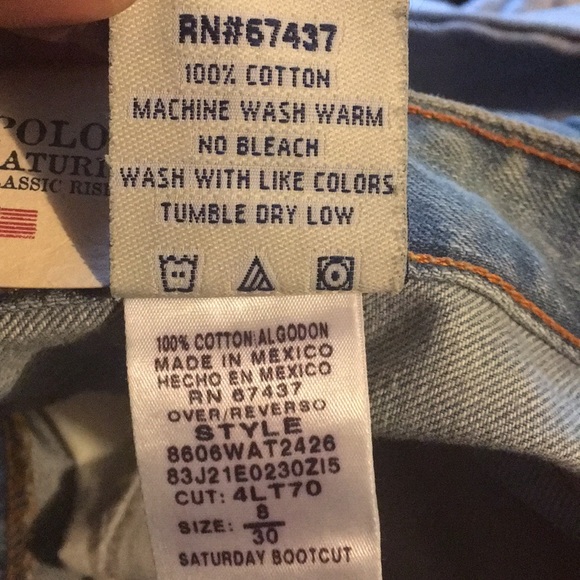 RN#67437
100% COTTON
MACHINE WASH WARM
NO BLEACH
WASH WITH LIKE COLORS
TUMBLE DRY LOW
POLO
ASSIC RIS
100% COTTON/ALGODON
MADE IN MEXICO
HECHO EN MEXICO
RN 67437
OVER/REVERSO
STYLE
8606WAT2426
83J21E0230ZI5
CUT: 4LT70
SIZE: 8
30
SATURDAY BOOTCUT